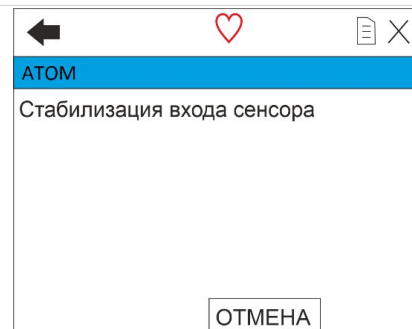 АТОМ
Стабилизация входа сенсора
ОТМЕНА